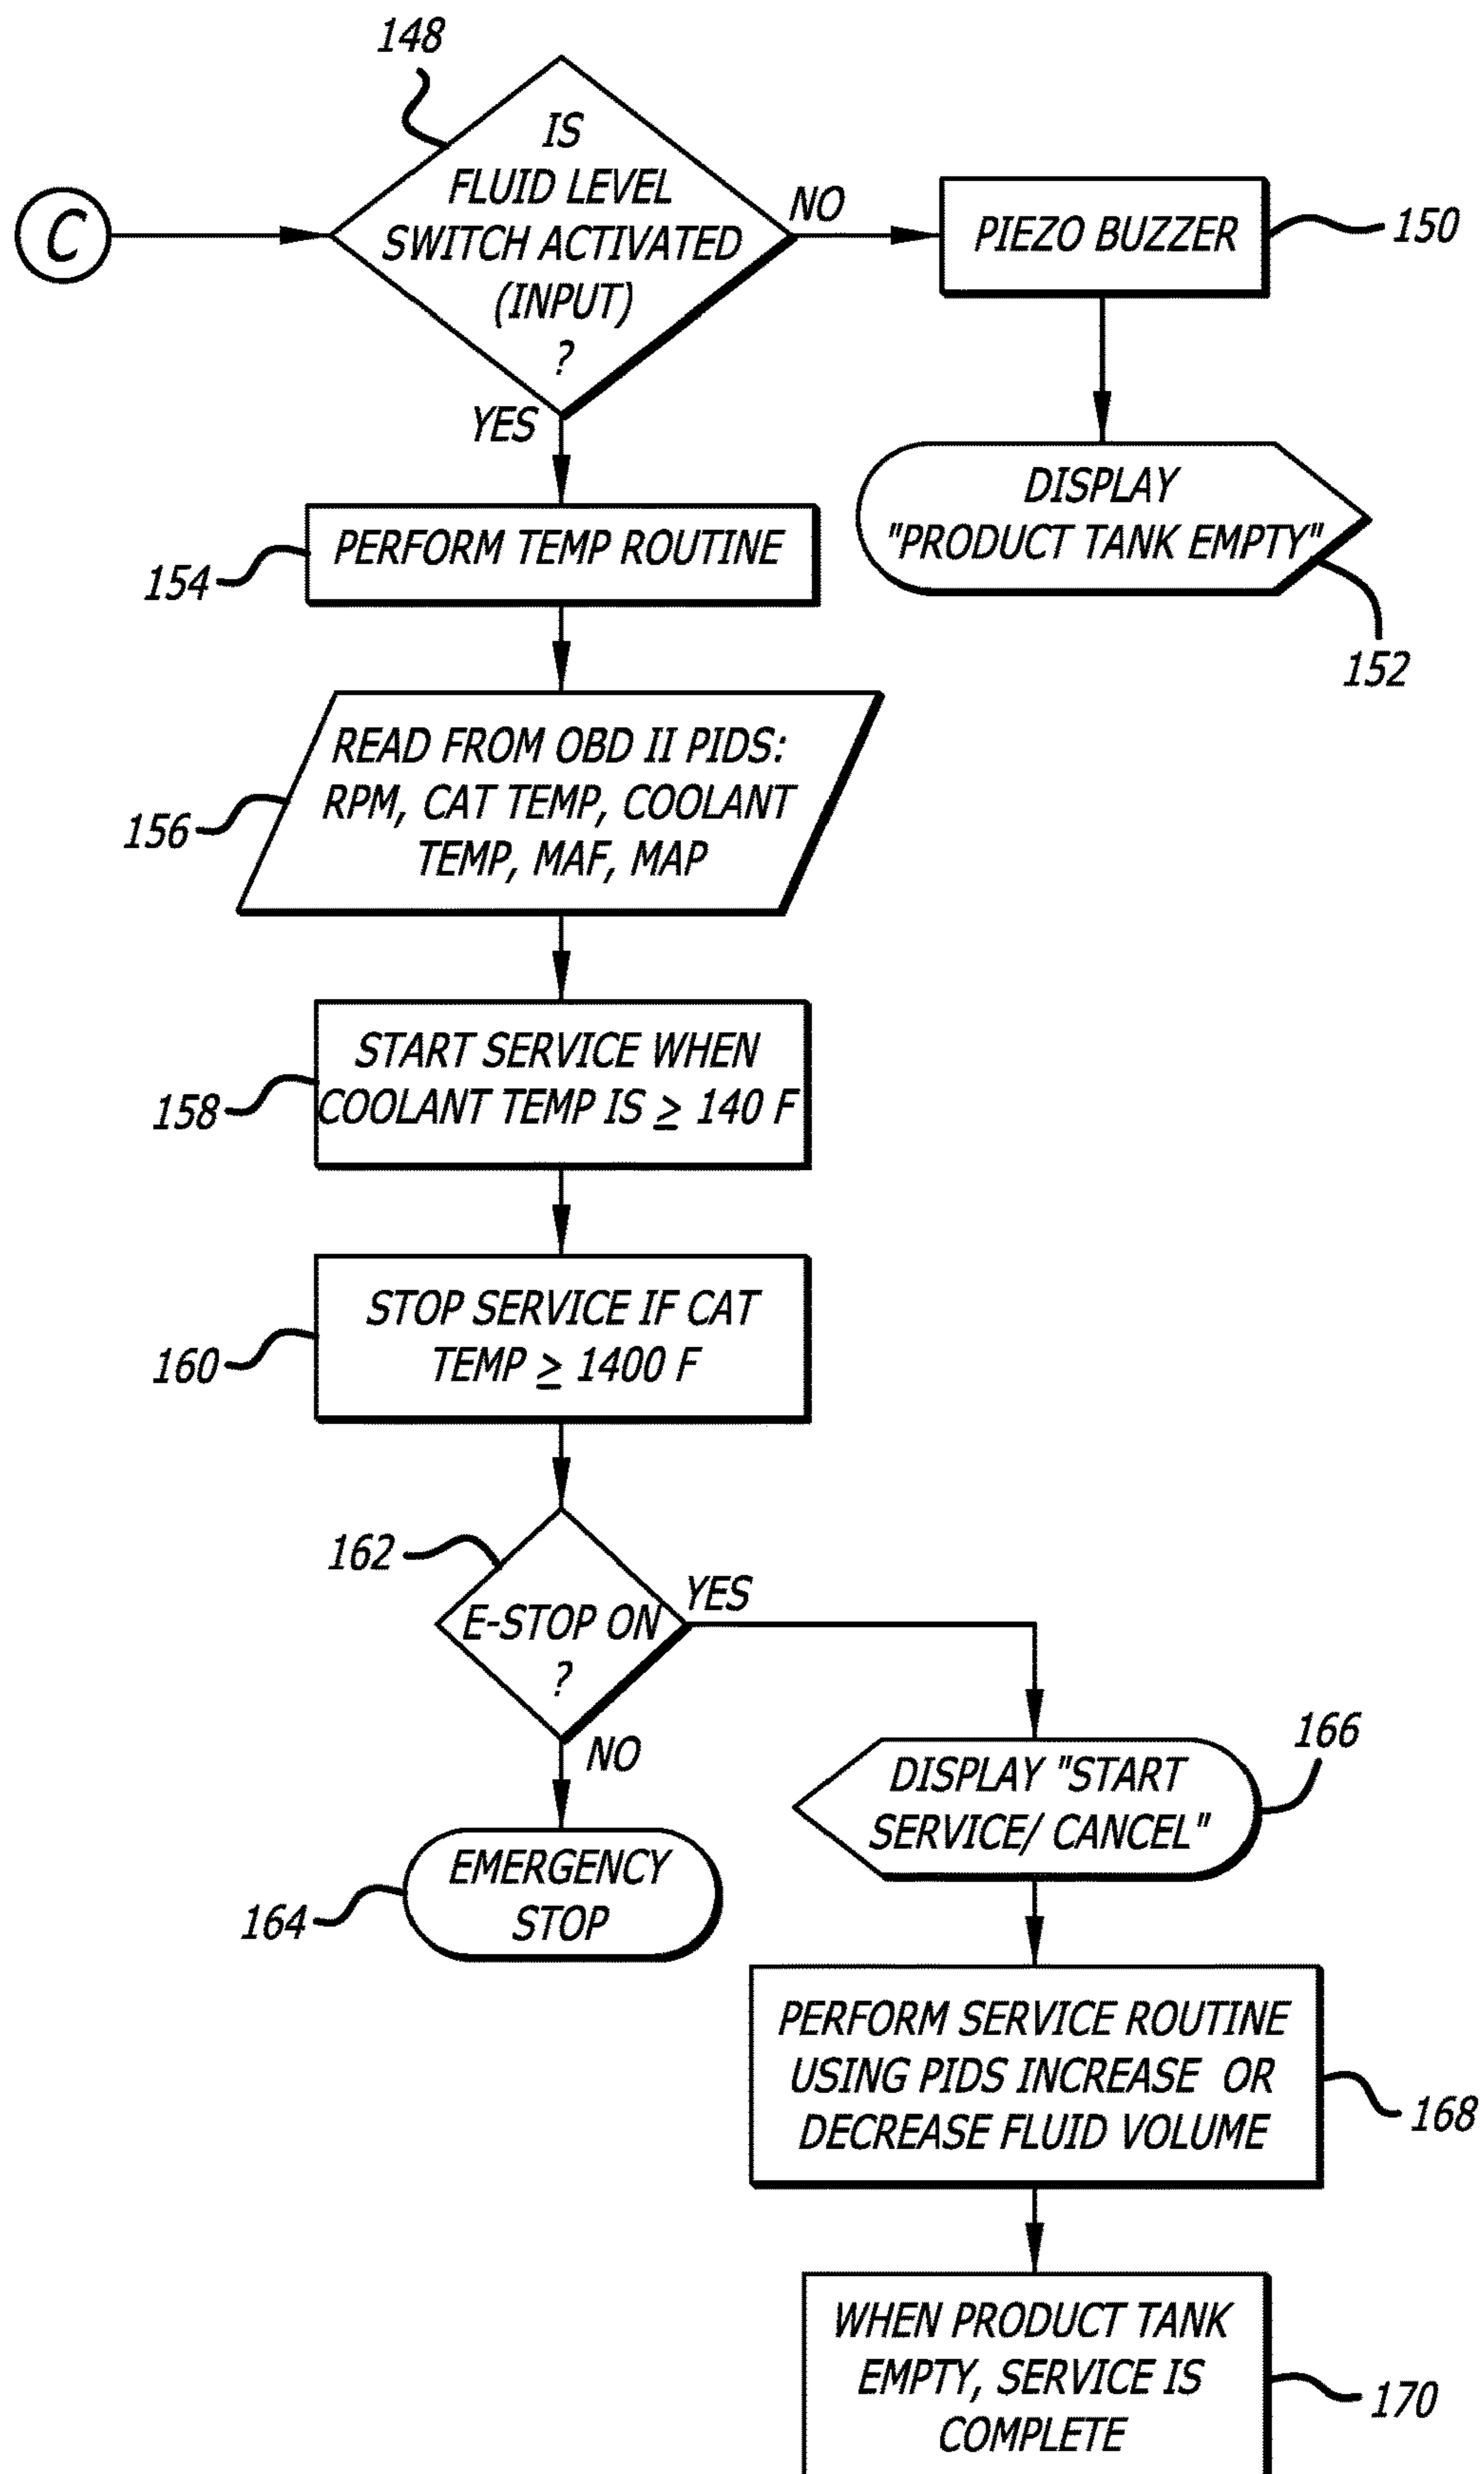 148
IS
FLUID LEVEL
SWITCH ACTIVATED
(INPUT)
?
C
NO
PIEZO BUZZER
150
YES
DISPLAY
"PRODUCT TANK EMPTY"
152
PERFORM TEMP ROUTINE
154
READ FROM OBD II PIDS:
RPM, CAT TEMP, COOLANT
TEMP, MAF, MAP
156
START SERVICE WHEN
COOLANT TEMP IS ≥ 140 F
158
STOP SERVICE IF CAT
TEMP ≥ 1400 F
160
162
E-STOP ON
?
YES
NO
EMERGENCY
STOP
164
166
DISPLAY "START
SERVICE/ CANCEL"
PERFORM SERVICE ROUTINE
USING PIDS INCREASE OR
DECREASE FLUID VOLUME
168
WHEN PRODUCT TANK
EMPTY, SERVICE IS
COMPLETE
170